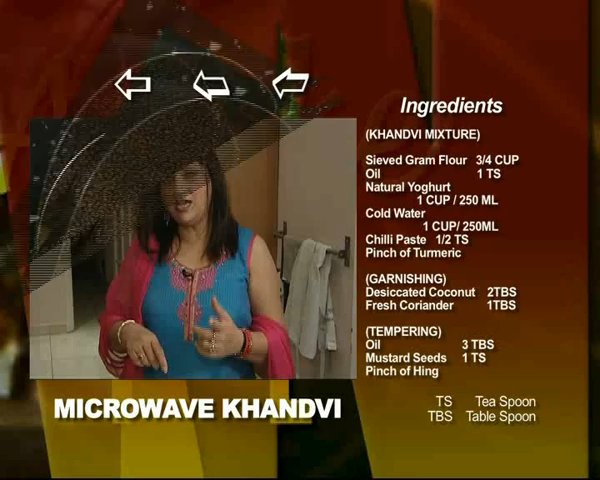 Ingredients
(KHANDVI MIXTURE)
Sieved Gram Flour 3/4 CUP
Oil 1 TS
Natural Yoghurt
1 CUP / 250 ML
Cold Water
1 CUP/ 250ML
Chilli Paste 1/2 TS
Pinch of Turmeric
(GARNISHING)
Desiccated Coconut 2TBS
Fresh Coriander 1TBS
(TEMPERING)
Oil 3 TBS
Mustard Seeds 1 TS
Pinch of Hing
MICROWAVE KHANDVI
TS Tea Spoon
TBS Table Spoon